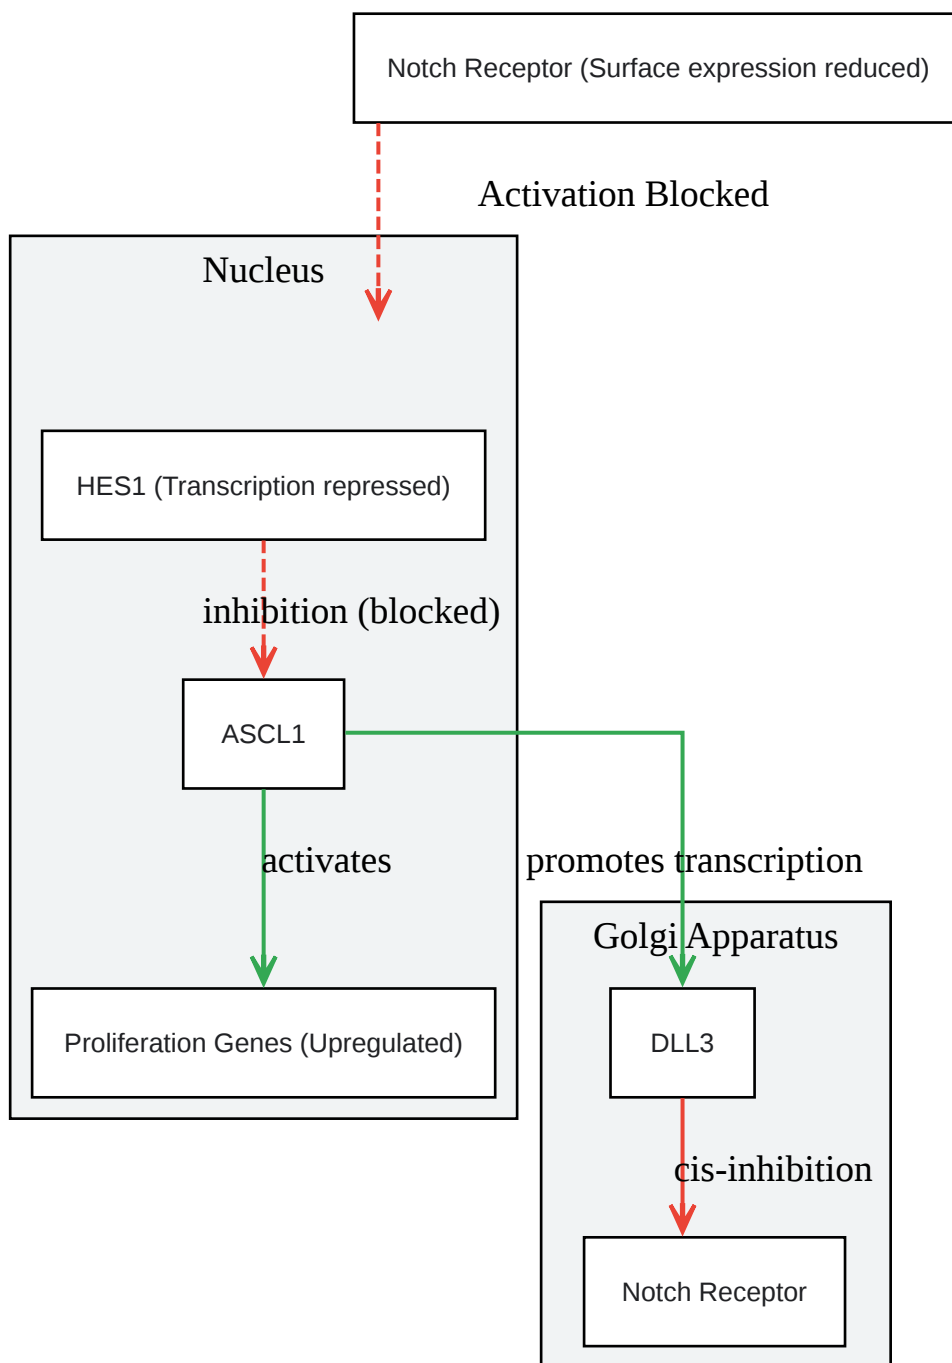 Notch Receptor (Surface expression reduced)
Activation Blocked
Nucleus
HES1 (Transcription repressed)
inhibition (blocked)
ASCL1
activates
promotes transcription
Golgi Apparatus
Proliferation Genes (Upregulated)
DLL3
cis-inhibition
Notch Receptor